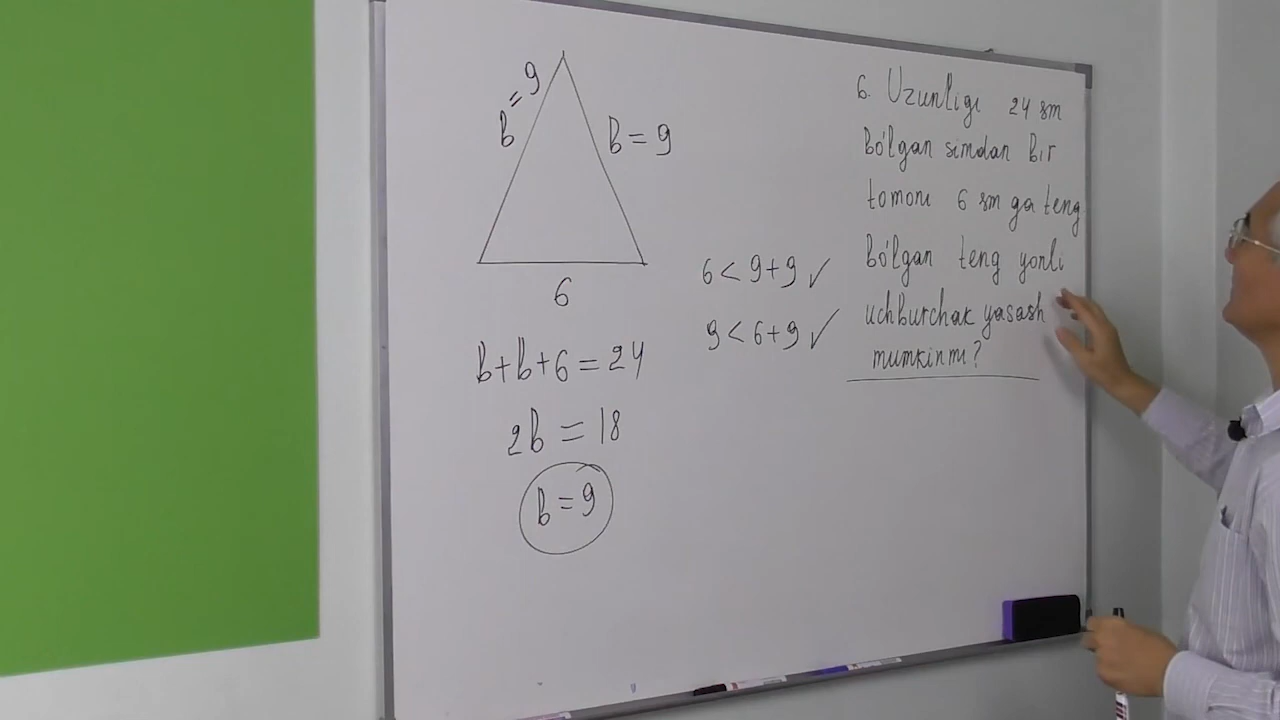 b = 9
b = 9
6
b+b+6=24
2b = 18
b=9
6 < 9+9 ✓
9 < 6+9 ✓
6. Uzunligi 24 sm
bo'lgan simdan bir
tomoni 6 sm ga teng
bo'lgan teng yonli
uchburchak yasash
mumkinmi?